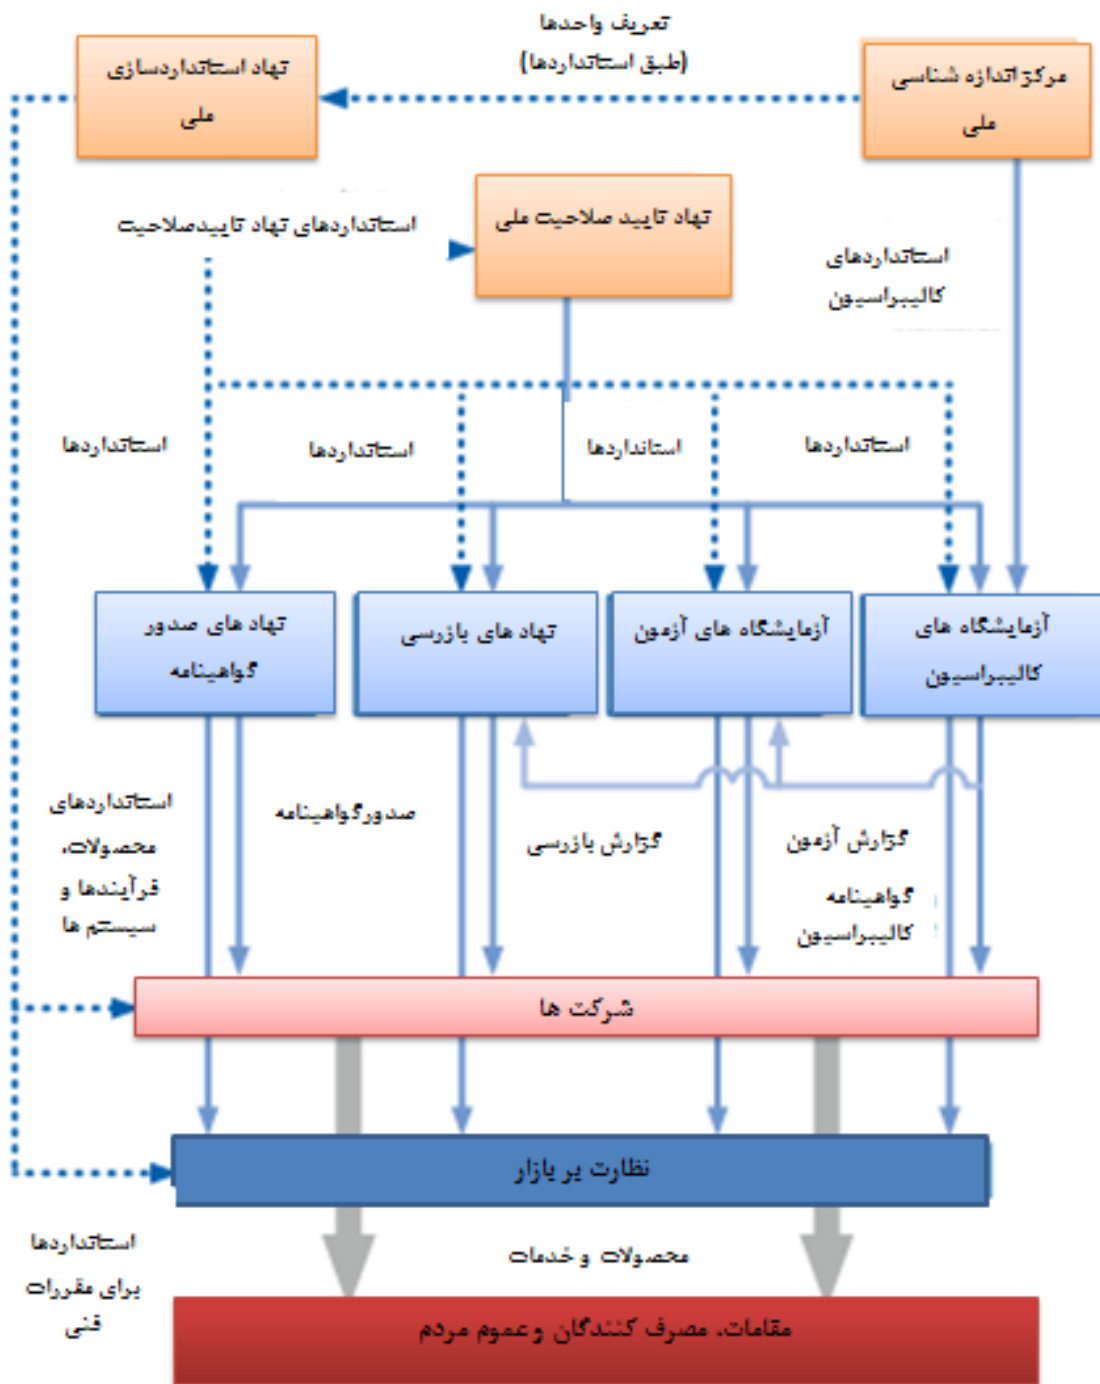 تعریف واحدها
(طبق استانداردها)
مرکز اندازه شناسی
ملی
نهاد استانداردسازی
ملی
نهاد تایید صلاحیت ملی
استانداردهای نهاد تاییدصلاحیت
استانداردهای
کالیبراسیون
استانداردها
استانداردها
استانداردها
استانداردها
آزمایشگاه های
کالیبراسیون
آزمایشگاه های آزمون
نهاد های بازرسی
نهاد های صدور
گواهینامه
استانداردهای
محصولات،
فرآیندها و
سیستم ها
صدورگواهینامه
گزارش بازرسی
گزارش آزمون
گواهینامه
کالیبراسیون
شرکت ها
نظارت بر بازار
استانداردها
برای مقررات
فنی
محصولات و خدمات
مقامات، مصرف کنندگان وعموم مردم